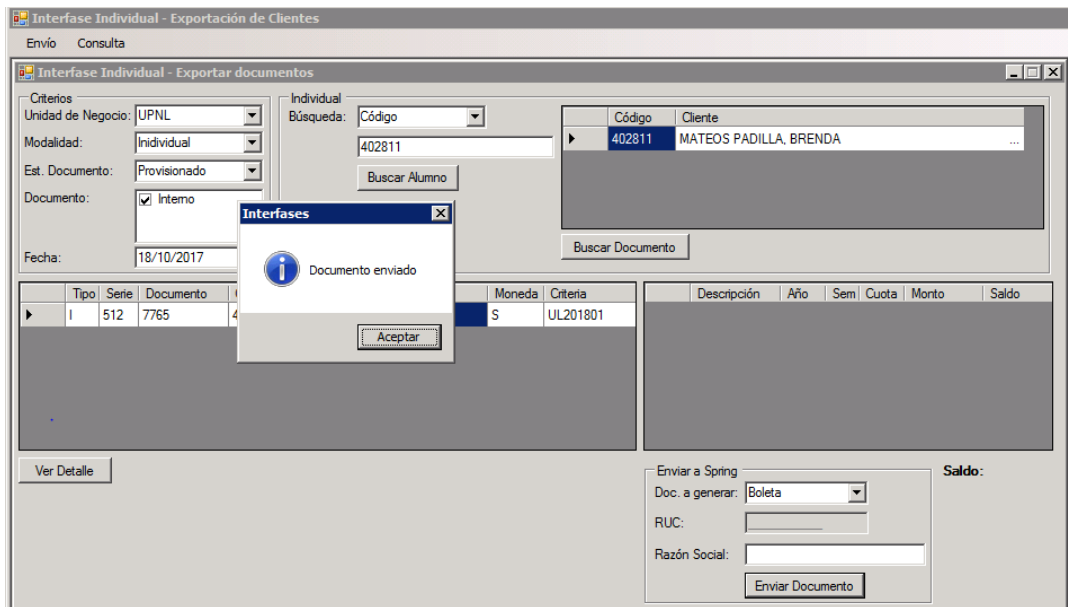 Interfase Individual - Exportación de Clientes
Envío Consulta
Interfase Individual - Exportar documentos
Criterios
Unidad de Negocio: UPNL
Modalidad: Inidividual
Est. Documento: Provisionado
Documento: Interno
Fecha: 18/10/2017
Individual
Búsqueda: Código
402811
Buscar Alumno
Código Cliente
402811 MATEOS PADILLA, BRENDA ...
Buscar Documento
Interfases
Documento enviado
Aceptar
Tipo Serie Documento Moneda Criteria
I 512 7765 4 S UL201801
Descripción Año Sem Cuota Monto Saldo
Ver Detalle
Enviar a Spring
Doc. a generar: Boleta
RUC:
Razón Social:
Enviar Documento
Saldo: